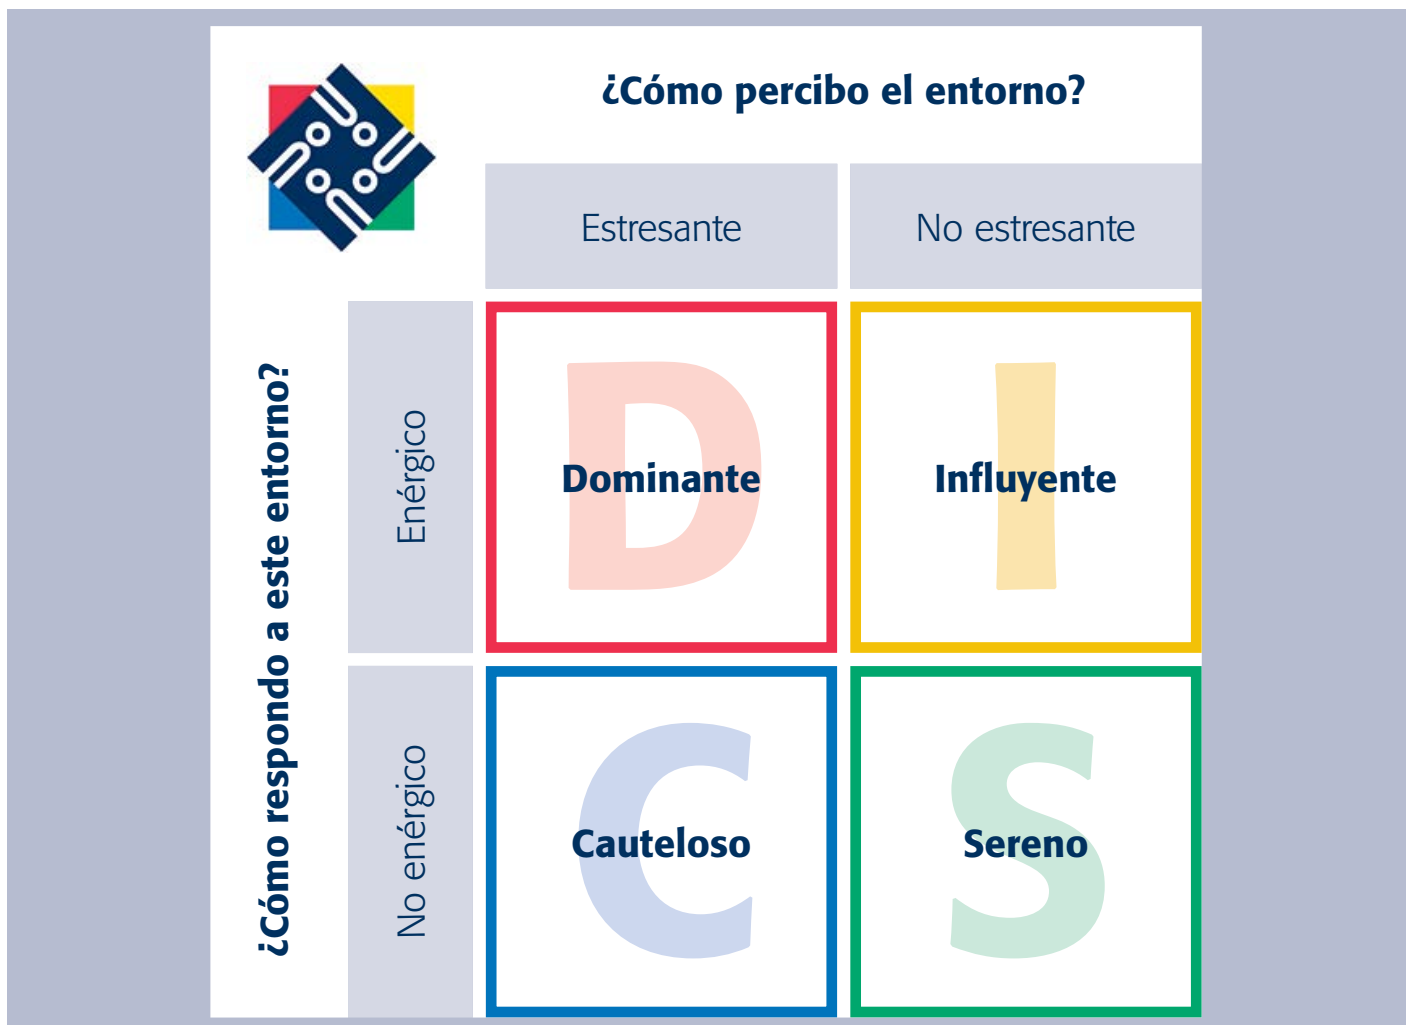 ¿Cómo percibo el entorno?
Estresante
No estresante
¿Cómo respondo a este entorno?
Enérgico
D
Dominante
I
Influyente
No enérgico
C
Cauteloso
S
Sereno